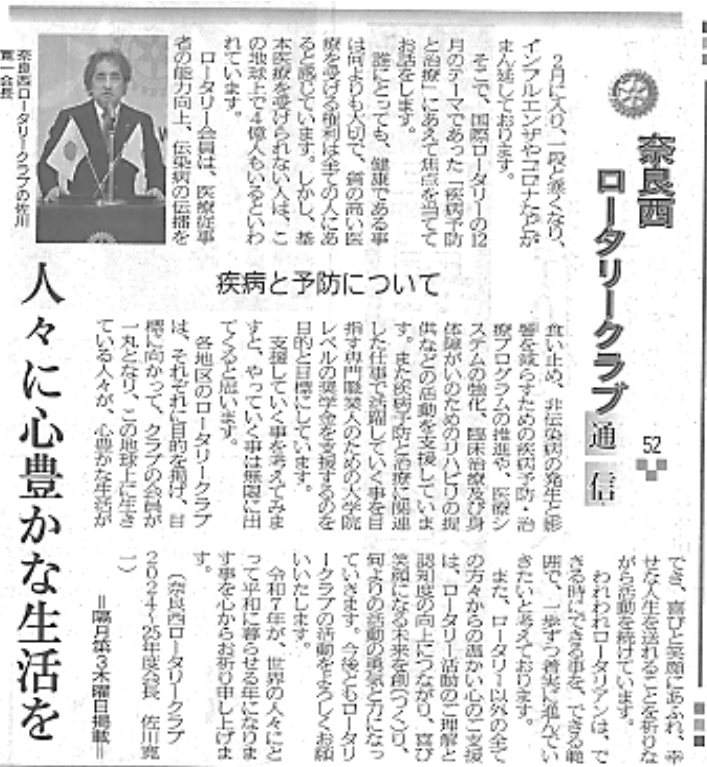 奈良西
ロータリークラブ
通信
52
疾病と予防について
人々に心豊かな生活を
2月に入り、一段と寒くなり、
インフルエンザやコロナなどが
まん延しております。
そこで、国際ロータリーの12
月のテーマであった「疾病予防
と治療」にあえて焦点を当てて
お話をします。
誰にとっても、健康である事
は何よりも大切で、質の高い医
療を受ける権利は全ての人にあ
ると感じています。しかし、基
本医療を受けられない人は、こ
の地球上で4億人もいるといわ
れています。
ロータリー会員は、医療従事
者の能力向上、伝染病の伝播を
奈良西ロータリークラブの佐川
寛一会長
食い止め、非伝染病の発生と影
響を減らすための疾病予防・治
療プログラムの推進や、医療シ
ステムの強化、臨床治療及び身
体障がいのためのリハビリの提
供などの活動を支援していま
す。また疾病予防と治療に関連
した仕事で活躍していく事を目
指す専門職業人のための大学院
レベルの奨学金を支援するのを
目的と目標にしています。
支援していく事を考えてみま
すと、やっていく事は無限に出
てくると思います。
各地区のロータリークラブ
は、それぞれに目的を掲げ、目
標に向かって、クラブの会員が
一丸となり、この地球上に生き
ている人々が、心豊かな生活が
でき、喜びと笑顔にあふれ、幸
せな人生を送れることを祈りな
がら活動を続けています。
われわれロータリアンは、で
きる時にできる事を、できる範
囲で、一歩ずつ着実に進んでい
きたいと考えております。
また、ロータリー以外の全て
の方々からの温かい心のご支援
は、ロータリー活動のご理解と
認知度の向上につながり、喜び
笑顔になる未来を創(つく)り、
何よりの活動の勇気と力になっ
ていきます。今後ともロータリ
ークラブの活動をよろしくお願
いいたします。
令和7年が、世界の人々にと
って平和に暮らせる年になりま
す事を心からお祈り申し上げま
す。
(奈良西ロータリークラブ
2024〜25年度会長 佐川寛
一)
=隔月第3木曜日掲載=